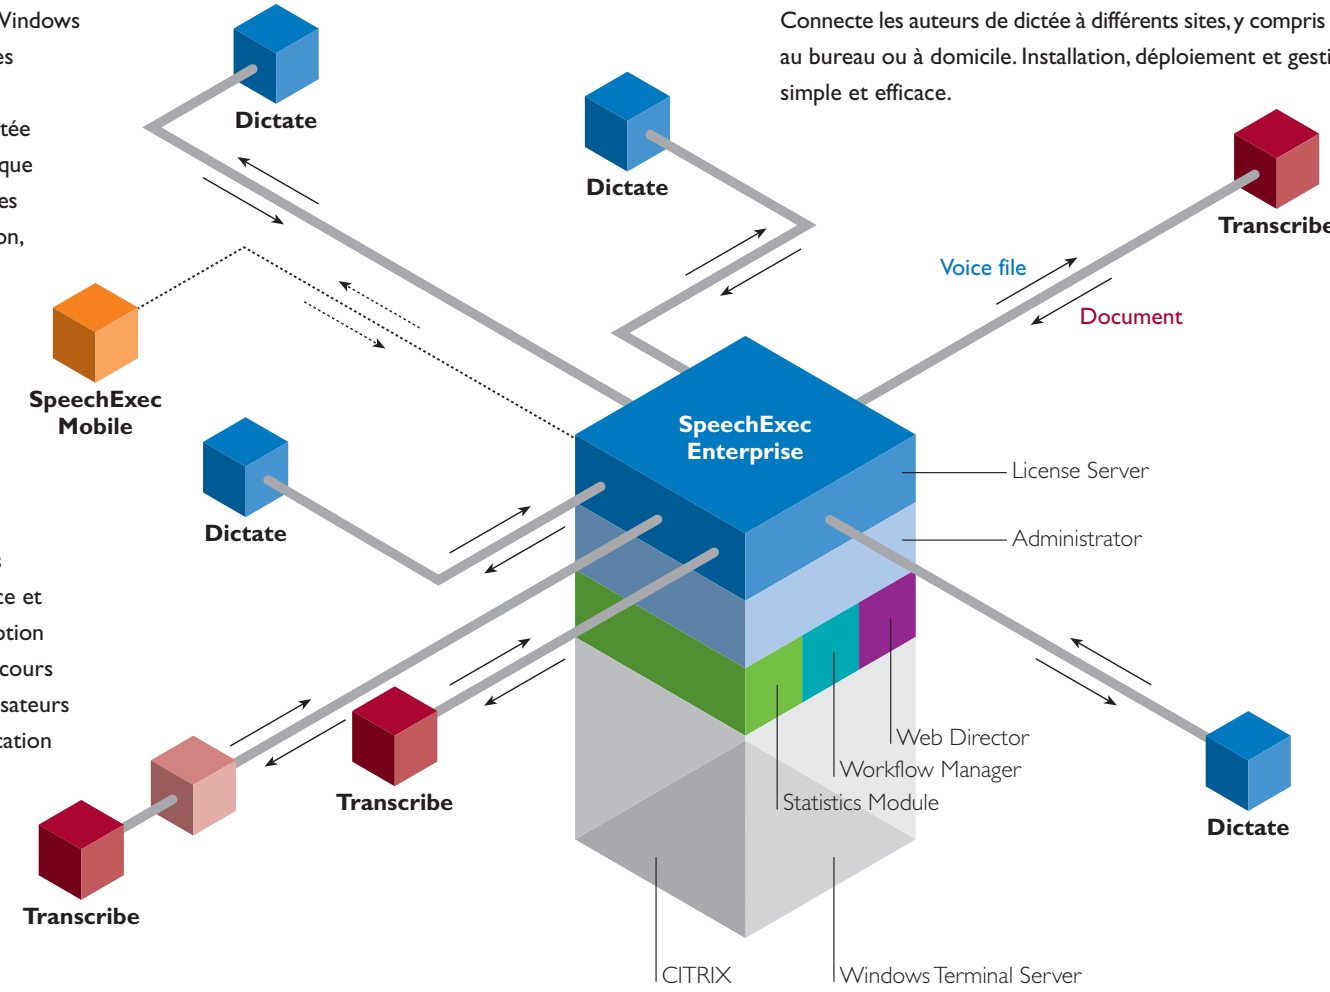 Windows
es
tée
que
es
on,
Connecte les auteurs de dictée à différents sites, y compris
au bureau ou à domicile. Installation, déploiement et gesti
simple et efficace.
Dictate
Dictate
Transcribe
Voice file
Document
SpeechExec
Mobile
SpeechExec
Enterprise
License Server
Administrator
Dictate
s
ce et
ption
cours
sateurs
cation
Web Director
Workflow Manager
Statistics Module
Transcribe
Dictate
Transcribe
CITRIX
Windows Terminal Server